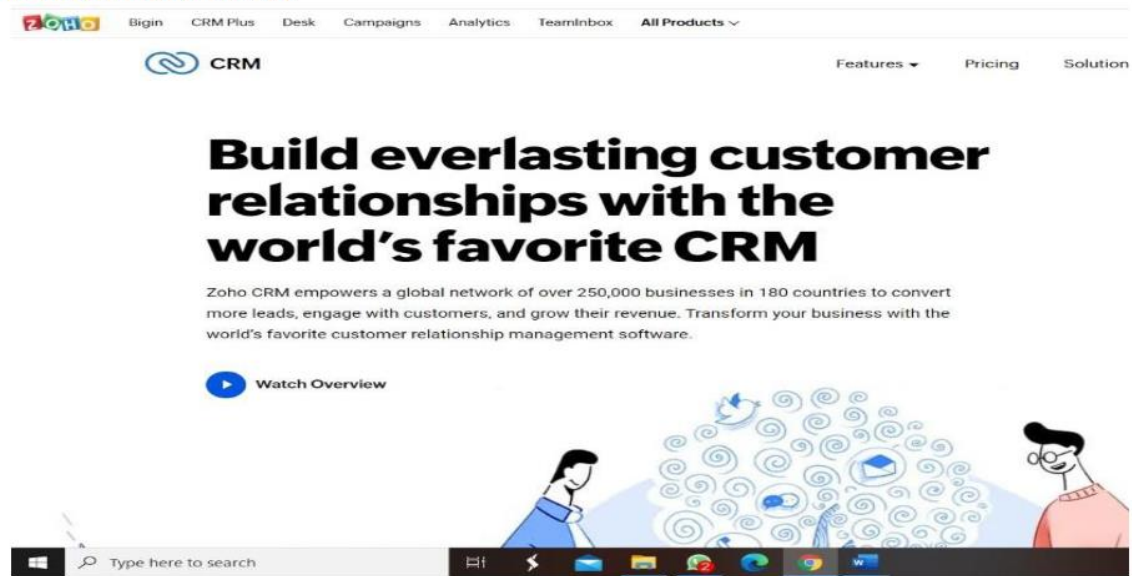 ZOHO Bigin CRM Plus Desk Campaigns Analytics TeamInbox All Products
CRM Features Pricing Solution
Build everlasting customer
relationships with the
world's favorite CRM
Zoho CRM empowers a global network of over 250,000 businesses in 180 countries to convert
more leads, engage with customers, and grow their revenue. Transform your business with the
world's favorite customer relationship management software.
Watch Overview
Type here to search 2 W